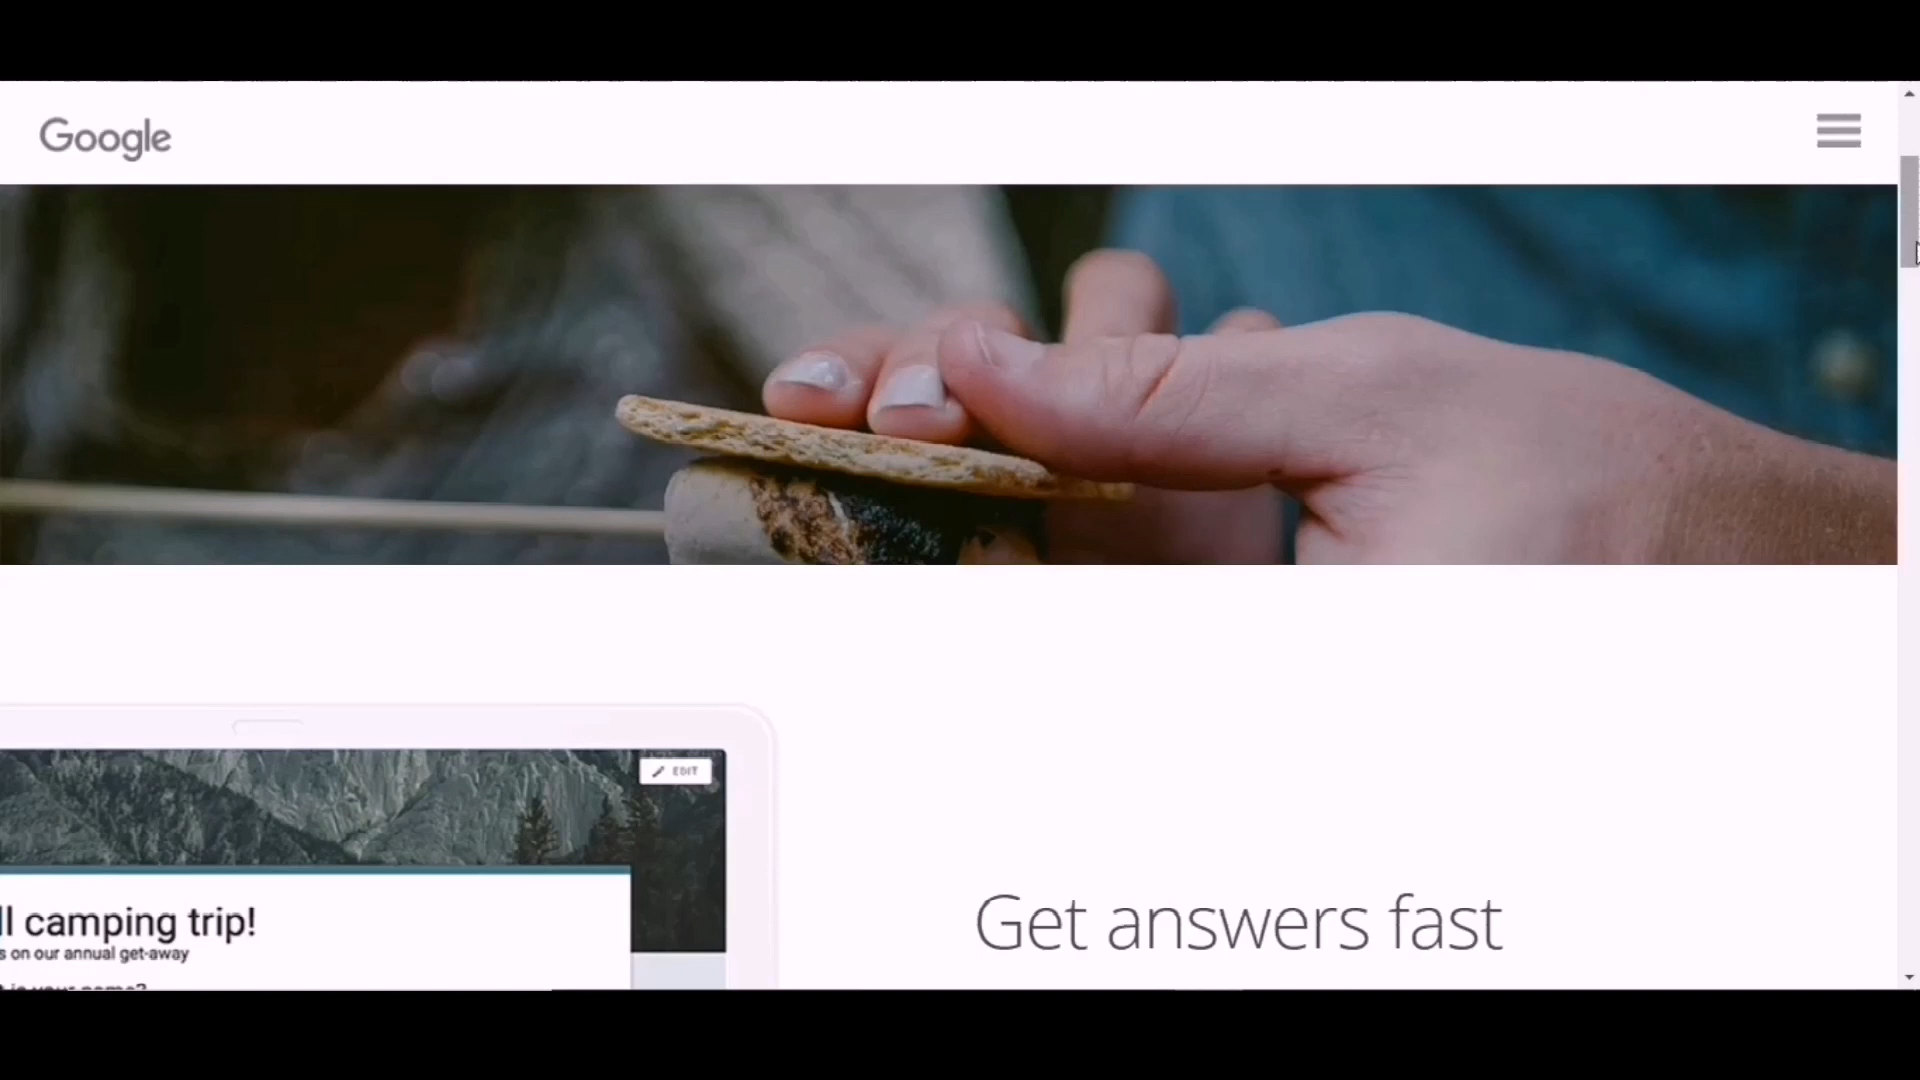 Google
EDIT
ll camping trip!
s on our annual get-away
Get answers fast